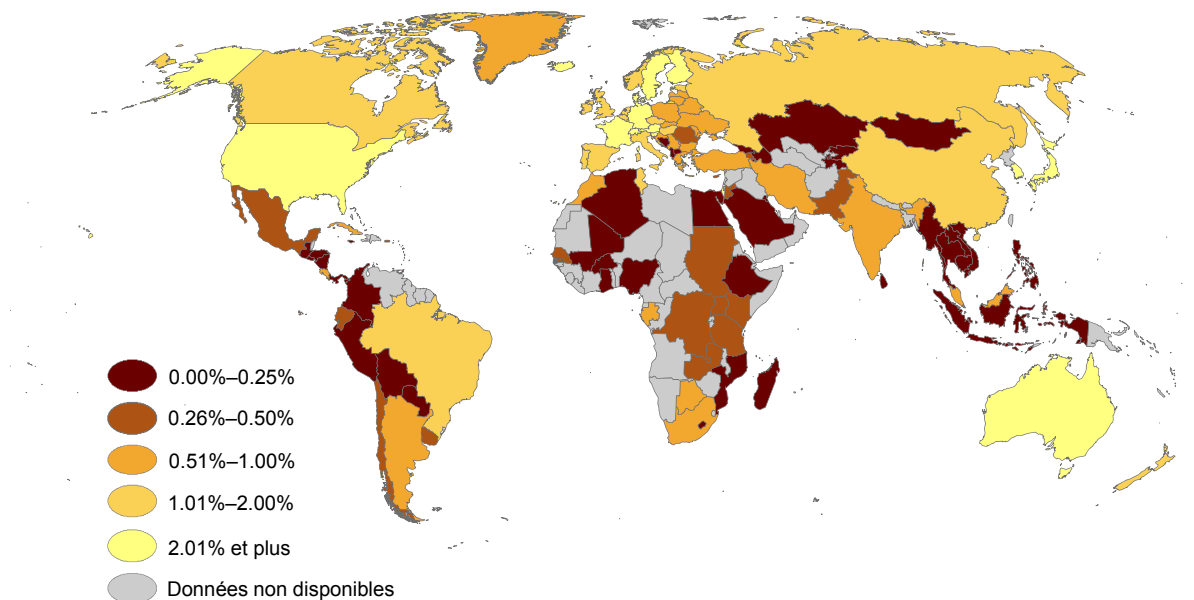 0.00%–0.25%
0.26%–0.50%
0.51%–1.00%
1.01%–2.00%
2.01% et plus
Données non disponibles